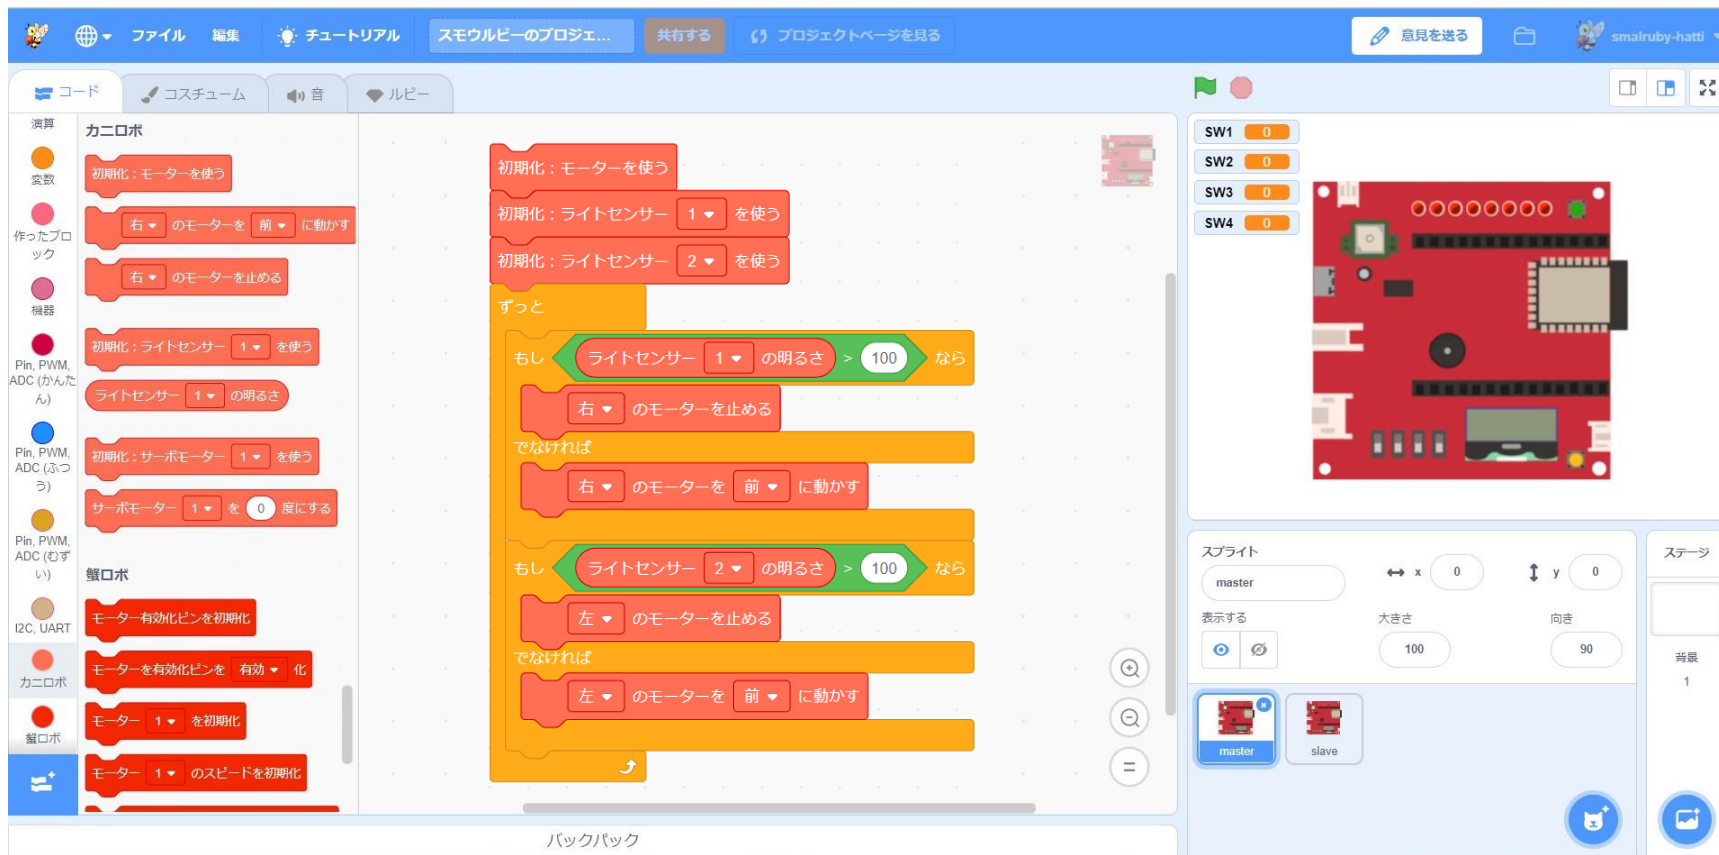 ファイル 編集 チュートリアル スモウルビーのプロジェ... 共有する プロジェクトページを見る 意見を送る smalruby-hatti
コード コスチューム 音 ルビー
演算
変数
作ったブロ
ック
機器
Pin, PWM,
ADC (かんた
ん)
Pin, PWM,
ADC (ふつ
う)
Pin, PWM,
ADC (むず
い)
I2C, UART
カニロボ
蟹ロボ
カニロボ
初期化：モーターを使う
右 のモーターを 前 に動かす
右 のモーターを止める
初期化：ライトセンサー 1 を使う
ライトセンサー 1 の明るさ
初期化：サーボモーター 1 を使う
サーボモーター 1 を 0 度にする
蟹ロボ
モーター有効化ピンを初期化
モーターを有効化ピンを 有効 化
モーター 1 を初期化
モーター 1 のスピードを初期化
初期化：モーターを使う
初期化：ライトセンサー 1 を使う
初期化：ライトセンサー 2 を使う
ずっと
もし ライトセンサー 1 の明るさ > 100 なら
右 のモーターを止める
でなければ
右 のモーターを 前 に動かす
もし ライトセンサー 2 の明るさ > 100 なら
左 のモーターを止める
でなければ
左 のモーターを 前 に動かす
バックパック
SW1 0
SW2 0
SW3 0
SW4 0
スプライト
master
x 0 y 0
表示する 大きさ 向き
100 90
master slave
ステージ
背景
1